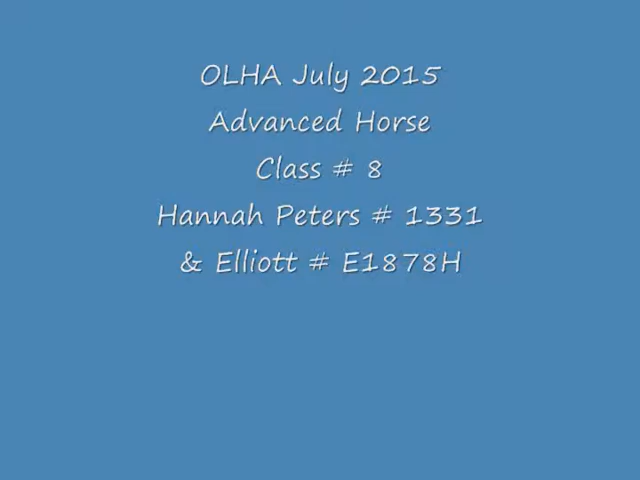 OLHA July 2015
Advanced Horse
Class # 8
Hannah Peters # 1331
& Elliott # E1878H